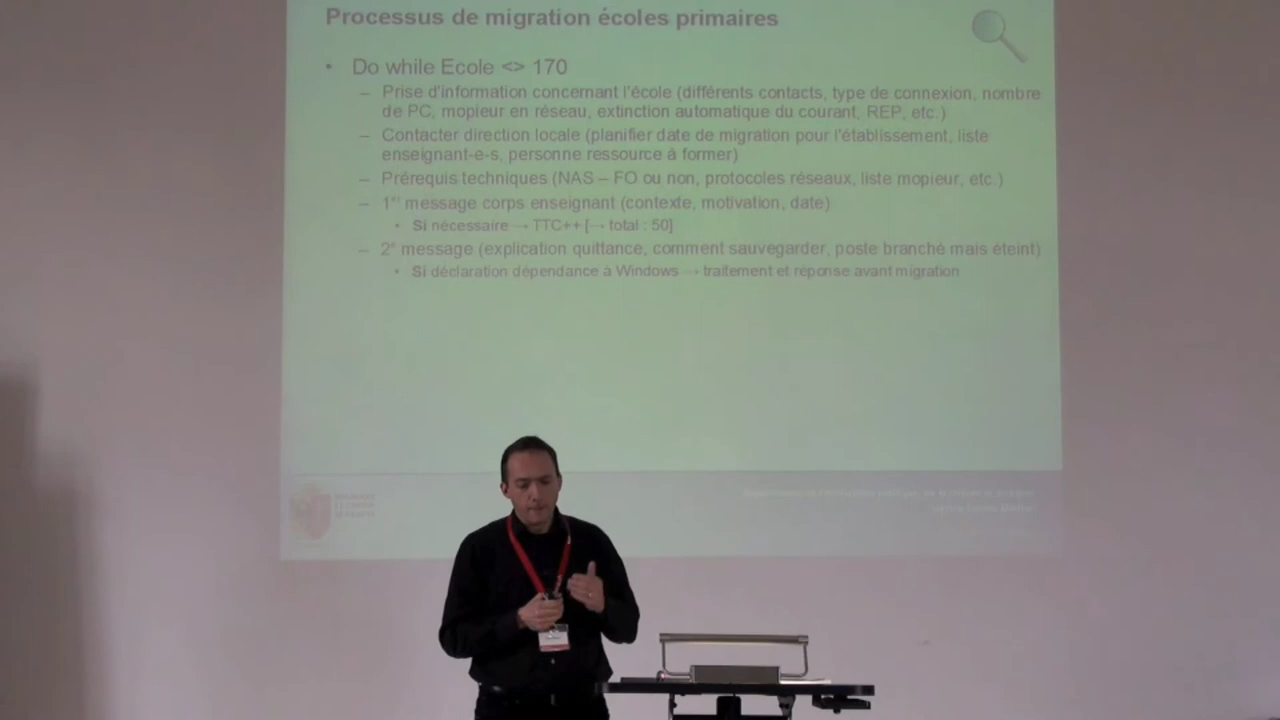 Processus de migration écoles primaires
• Do while Ecole <> 170
– Prise d'information concernant l'école (différents contacts, type de connexion, nombre
de PC, mopieur en réseau, extinction automatique du courant, REP, etc.)
– Contacter direction locale (planifier date de migration pour l'établissement, liste
enseignant-e-s, personne ressource à former)
– Prérequis techniques (NAS – FO ou non, protocoles réseaux, liste mopieur, etc.)
– 1er message corps enseignant (contexte, motivation, date)
• Si nécessaire → TTC++ [→ total : 50]
– 2e message (explication quittance, comment sauvegarder, poste branché mais éteint)
• Si déclaration dépendance à Windows → traitement et réponse avant migration